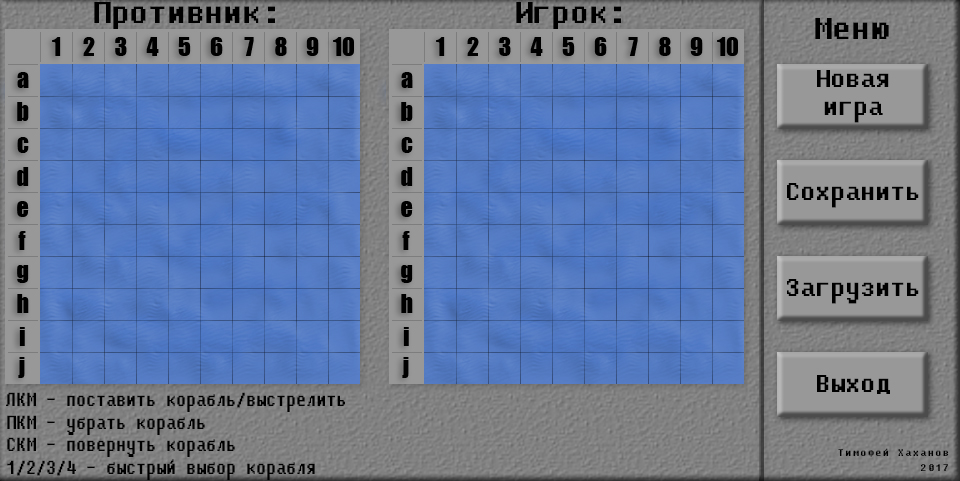 Противник:
1 2 3 4 5 6 7 8 9 10
a
b
c
d
e
f
g
h
i
j
Игрок:
1 2 3 4 5 6 7 8 9 10
a
b
c
d
e
f
g
h
i
j
ЛКМ - поставить корабль/выстрелить
ПКМ - убрать корабль
СКМ - повернуть корабль
1/2/3/4 - быстрый выбор корабля
Меню
Новая
игра
Сохранить
Загрузить
Выход
Тимофей Хаханов
2017